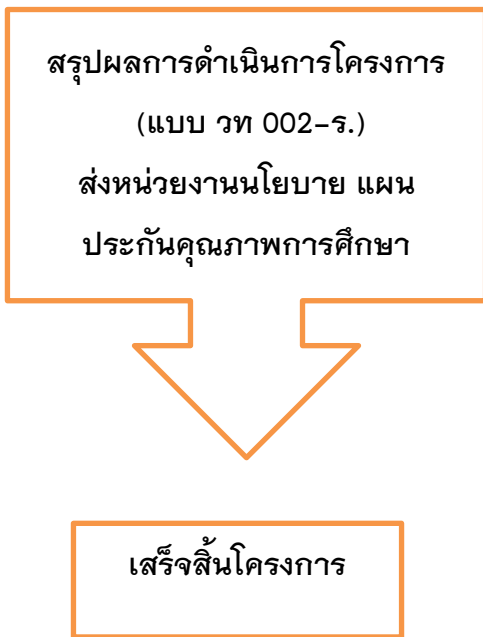 สรุปผลการดำเนินการโครงการ
(แบบ วท 002-ร.)
ส่งหน่วยงานนโยบาย แผน
ประกันคุณภาพการศึกษา
เสร็จสิ้นโครงการ